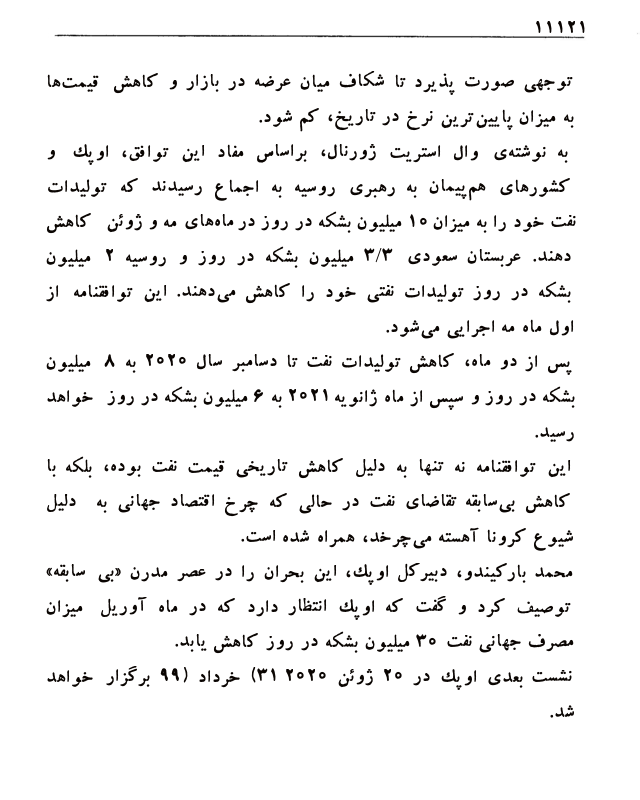 ۱۱۱۲۱
توجهی صورت پذیرد تا شکاف میان عرضه در بازار و کاهش قیمت‌ها
به میزان پایین‌ترین نرخ در تاریخ، کم شود.
به نوشته‌ی وال استریت ژورنال، براساس مفاد این توافق، اوپك و
کشورهای هم‌پیمان به رهبری روسیه به اجماع رسیدند که تولیدات
نفت خود را به میزان ۱۰ میلیون بشکه در روز در ماه‌های مه و ژوئن کاهش
دهند. عربستان سعودی ۳/۳ میلیون بشکه در روز و روسیه ۲ میلیون
بشکه در روز تولیدات نفتی خود را کاهش می‌دهند. این توافقنامه از
اول ماه مه اجرایی می‌شود.
پس از دو ماه، کاهش تولیدات نفت تا دسامبر سال ۲۰۲۰ به ۸ میلیون
بشکه در روز و سپس از ماه ژانویه ۲۰۲۱ به ۶ میلیون بشکه در روز خواهد
رسید.
این توافقنامه نه تنها به دلیل کاهش تاریخی قیمت نفت بوده، بلکه با
کاهش بی‌سابقه تقاضای نفت در حالی که چرخ اقتصاد جهانی به دلیل
شیوع کرونا آهسته می‌چرخد، همراه شده است.
محمد بارکیندو، دبیرکل اوپك، این بحران را در عصر مدرن «بی سابقه»
توصیف کرد و گفت که اوپك انتظار دارد که در ماه آوریل میزان
مصرف جهانی نفت ۳۰ میلیون بشکه در روز کاهش یابد.
نشست بعدی اوپك در ۲۰ ژوئن ۲۰۲۰ ۳۱) خرداد (۹۹ برگزار خواهد
شد.